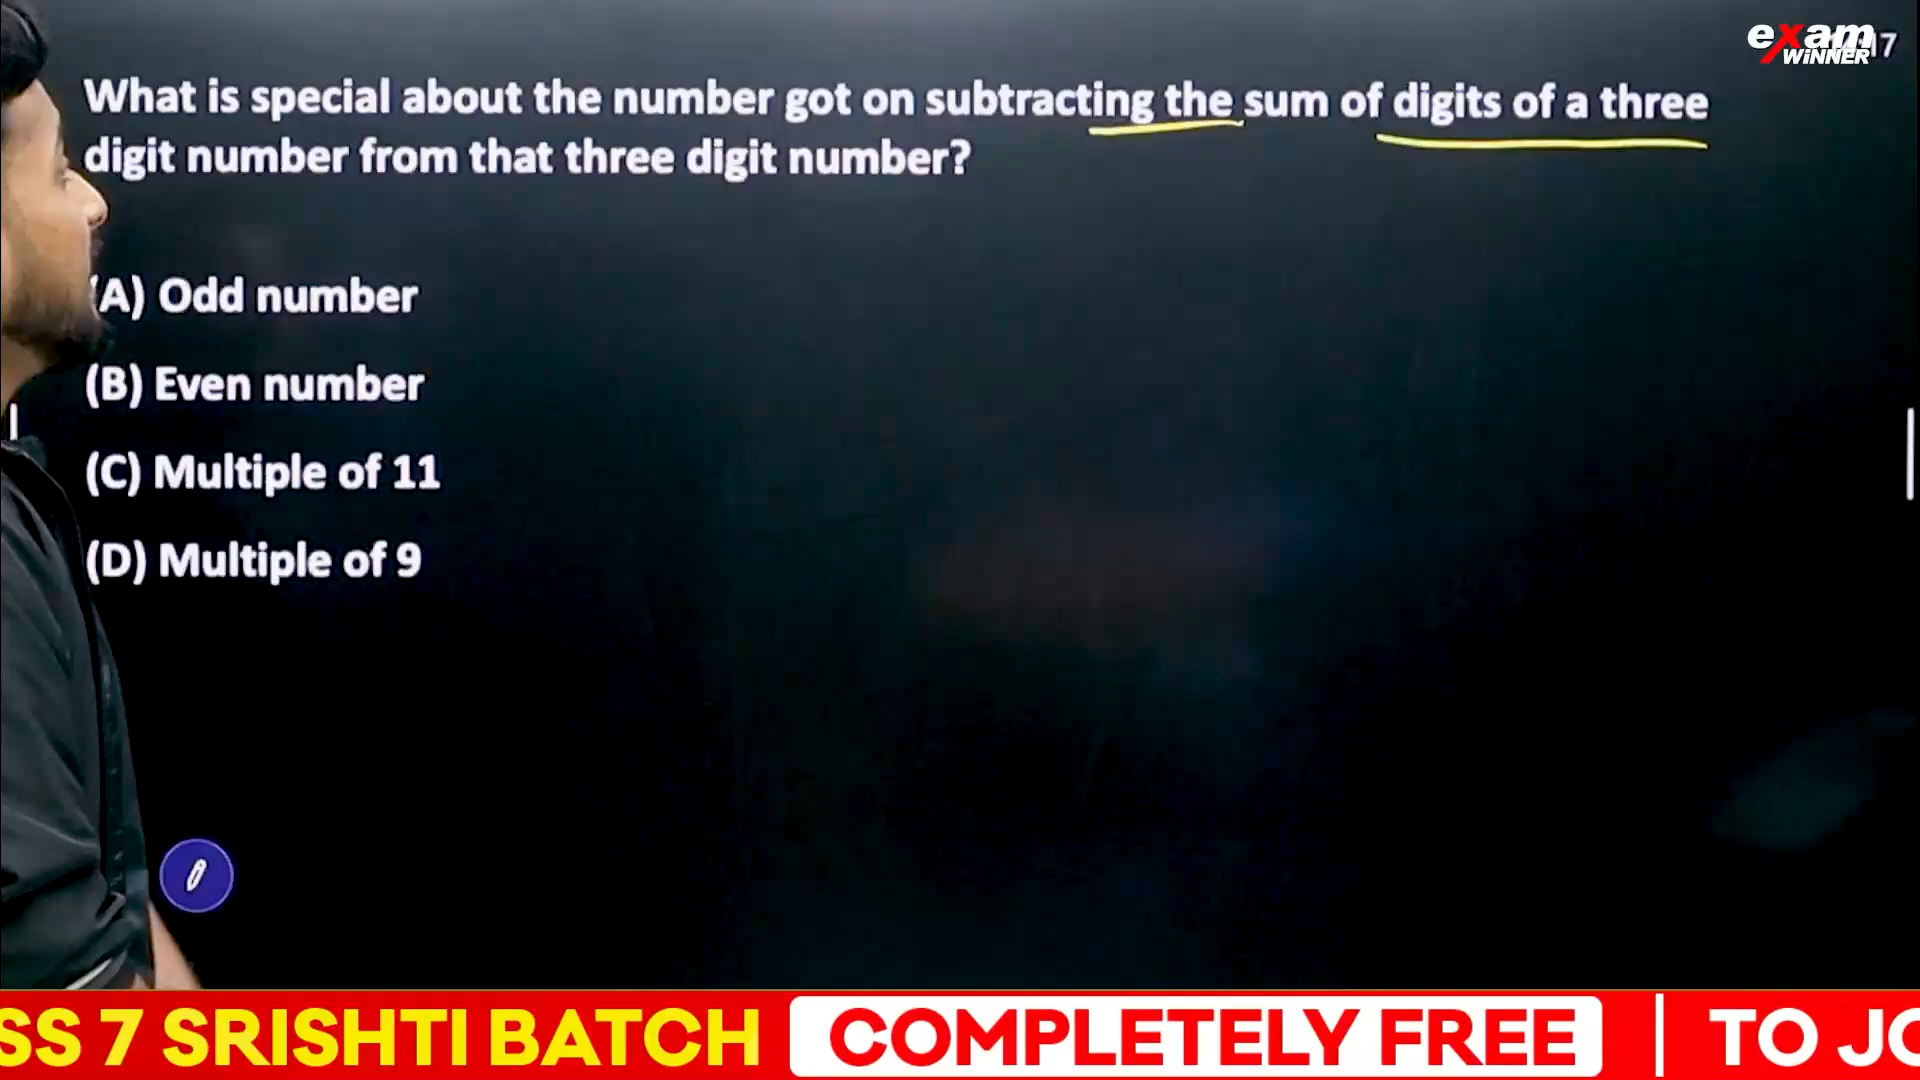 exam
WiNNER
17
What is special about the number got on subtracting the sum of digits of a three
digit number from that three digit number?
(A) Odd number
(B) Even number
(C) Multiple of 11
(D) Multiple of 9
SS 7 SRISHTI BATCH COMPLETELY FREE | TO JO